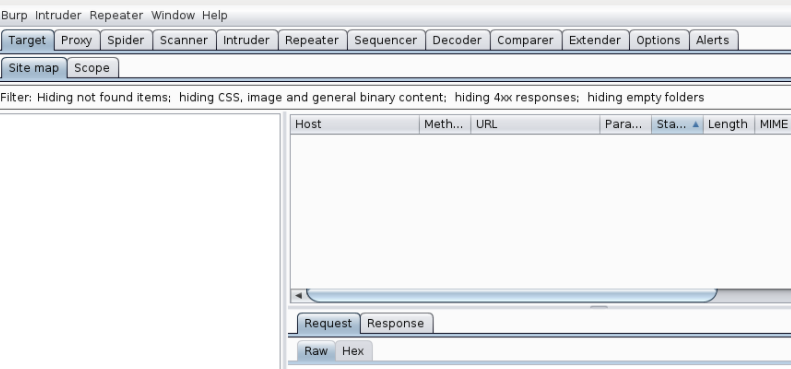 Burp Intruder Repeater Window Help
Target Proxy Spider Scanner Intruder Repeater Sequencer Decoder Comparer Extender Options Alerts
Site map Scope
Filter: Hiding not found items; hiding CSS, image and general binary content; hiding 4xx responses; hiding empty folders
Host Meth... URL Para... Sta... Length MIME
Request Response
Raw Hex